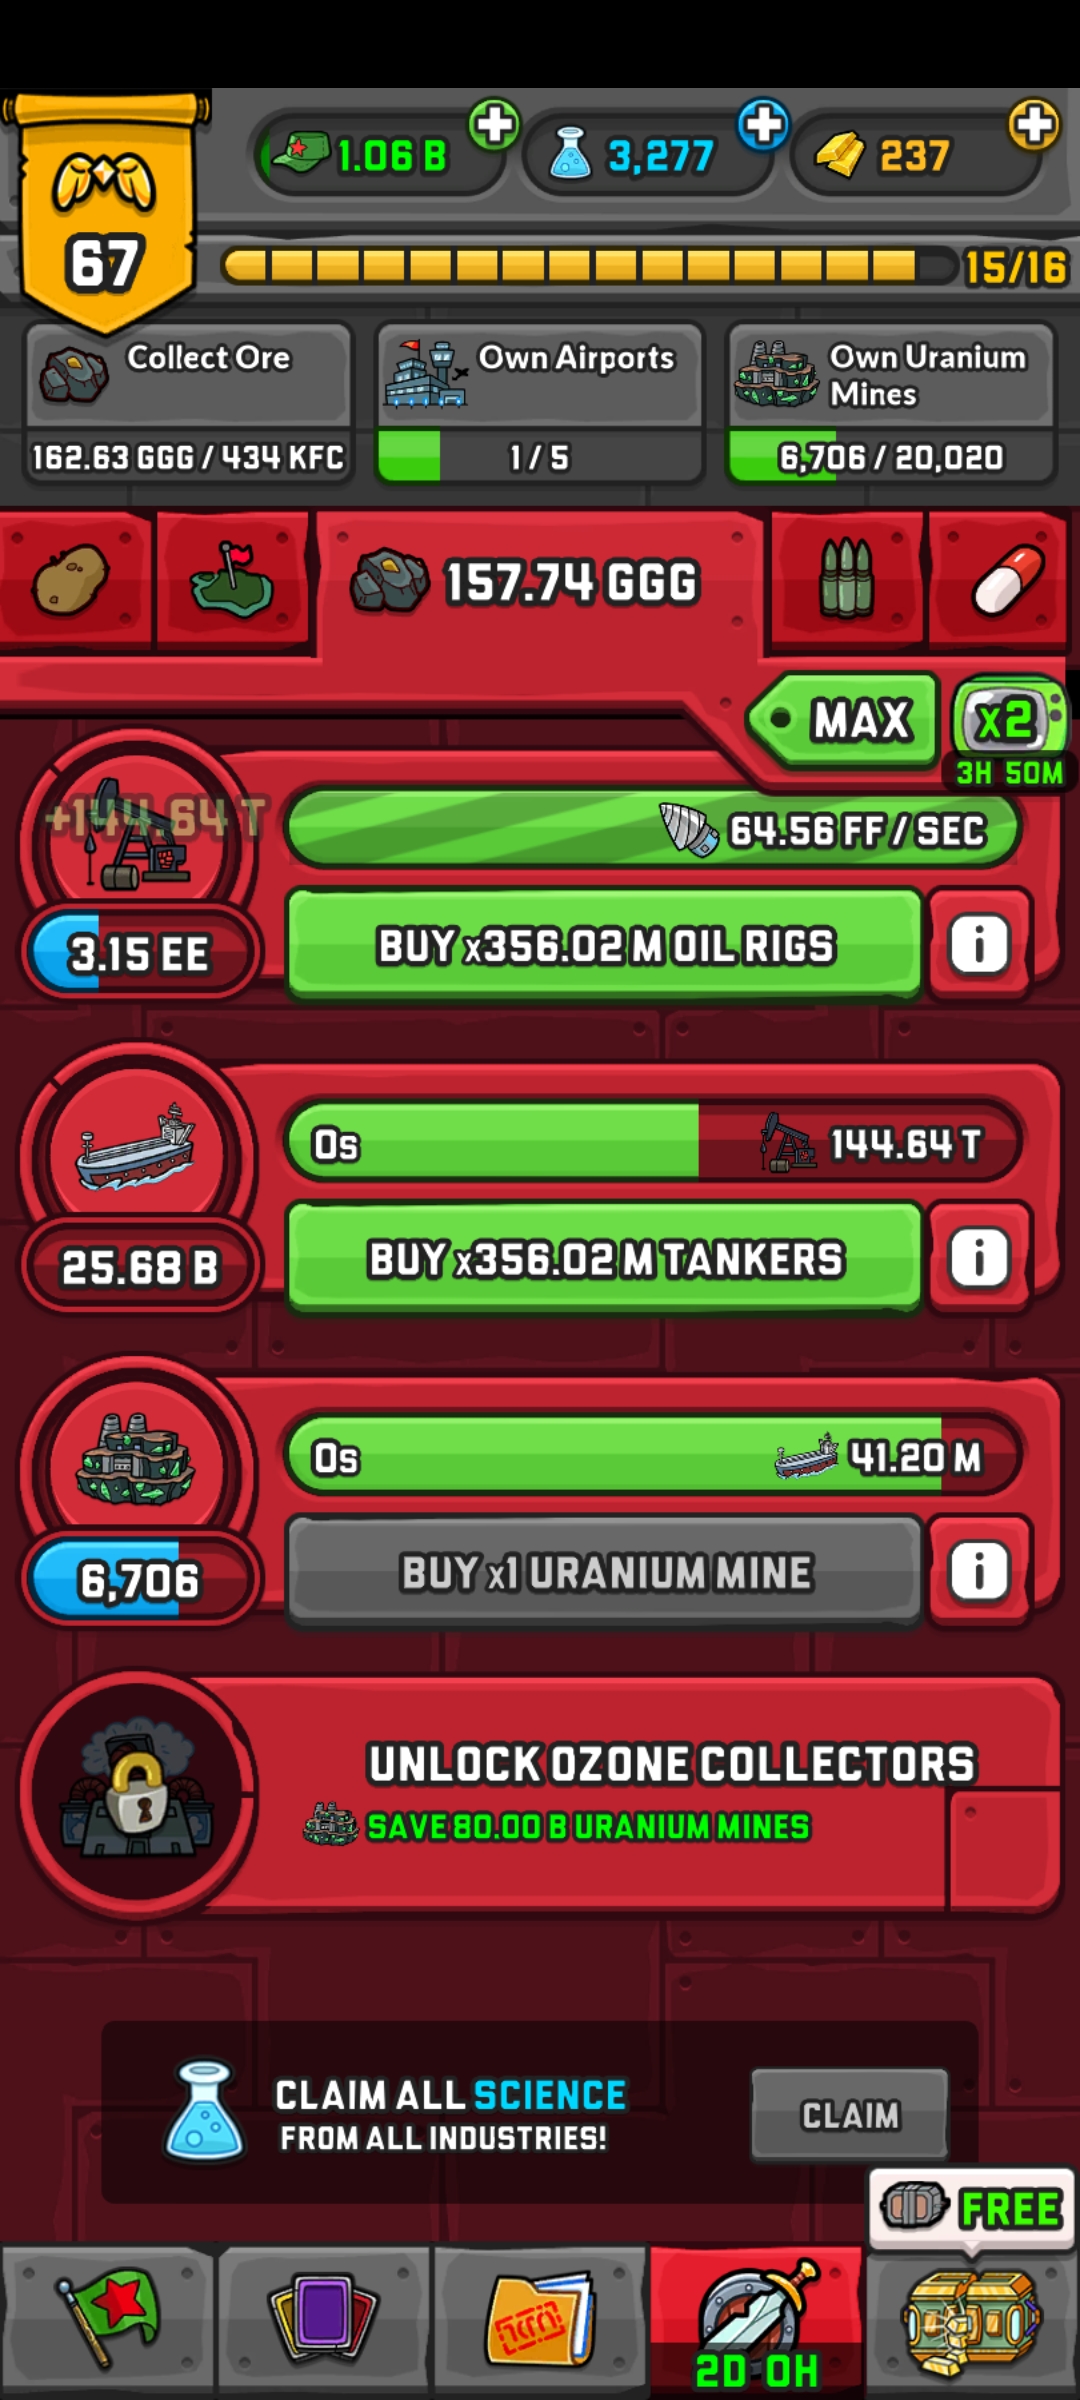 1.06 B
3,277
237
67
15/16
Collect Ore
162.63 GGG / 434 KFC
Own Airports
1 / 5
Own Uranium
Mines
6,706 / 20,020
157.74 GGG
MAX
x2
3H 50M
+144.64 T
64.56 FF / SEC
3.15 EE
BUY x356.02 M OIL RIGS
i
0s
144.64 T
25.68 B
BUY x356.02 M TANKERS
i
0s
41.20 M
6,706
BUY x1 URANIUM MINE
i
UNLOCK OZONE COLLECTORS
SAVE 80.00 B URANIUM MINES
CLAIM ALL SCIENCE
FROM ALL INDUSTRIES!
CLAIM
FREE
2D 0H